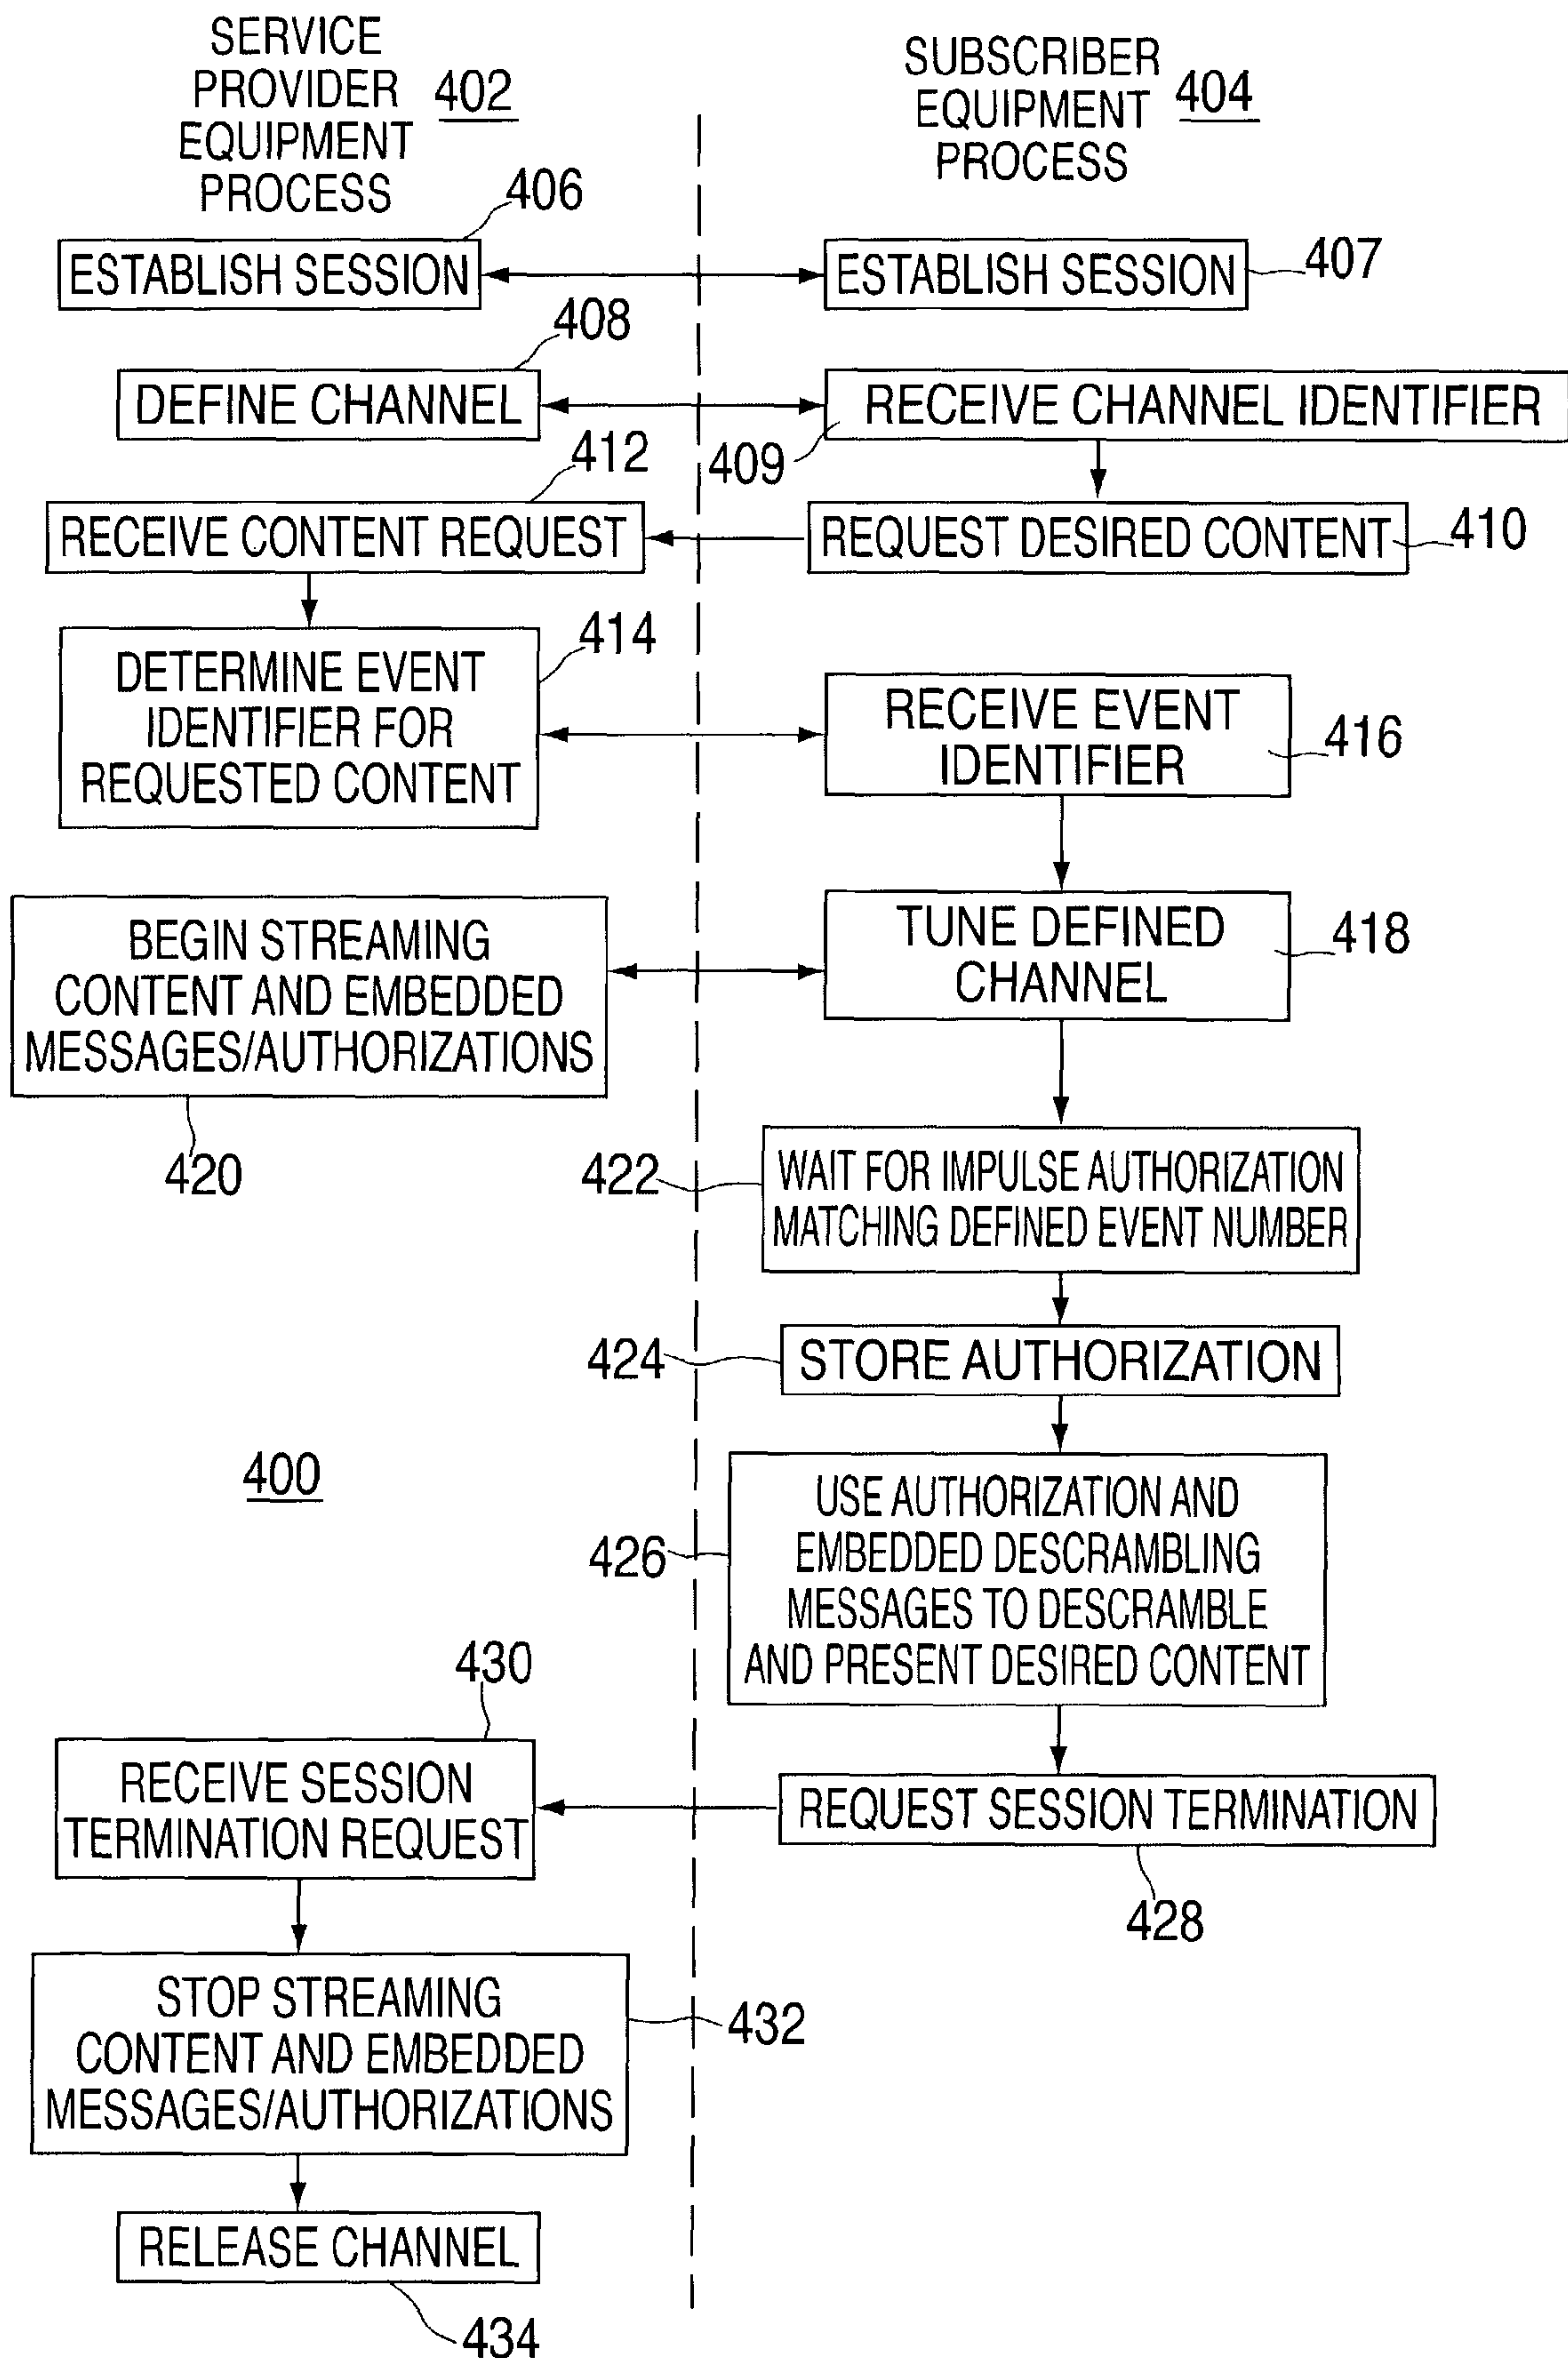 SERVICE
PROVIDER 402
EQUIPMENT
PROCESS
SUBSCRIBER
EQUIPMENT 404
PROCESS
406
ESTABLISH SESSION
ESTABLISH SESSION
407
408
DEFINE CHANNEL
RECEIVE CHANNEL IDENTIFIER
409
412
RECEIVE CONTENT REQUEST
REQUEST DESIRED CONTENT
410
414
DETERMINE EVENT
IDENTIFIER FOR
REQUESTED CONTENT
RECEIVE EVENT
IDENTIFIER
416
TUNE DEFINED
CHANNEL
418
BEGIN STREAMING
CONTENT AND EMBEDDED
MESSAGES/AUTHORIZATIONS
420
422
WAIT FOR IMPULSE AUTHORIZATION
MATCHING DEFINED EVENT NUMBER
424
STORE AUTHORIZATION
400
426
USE AUTHORIZATION AND
EMBEDDED DESCRAMBLING
MESSAGES TO DESCRAMBLE
AND PRESENT DESIRED CONTENT
430
RECEIVE SESSION
TERMINATION REQUEST
REQUEST SESSION TERMINATION
428
STOP STREAMING
CONTENT AND EMBEDDED
MESSAGES/AUTHORIZATIONS
432
RELEASE CHANNEL
434